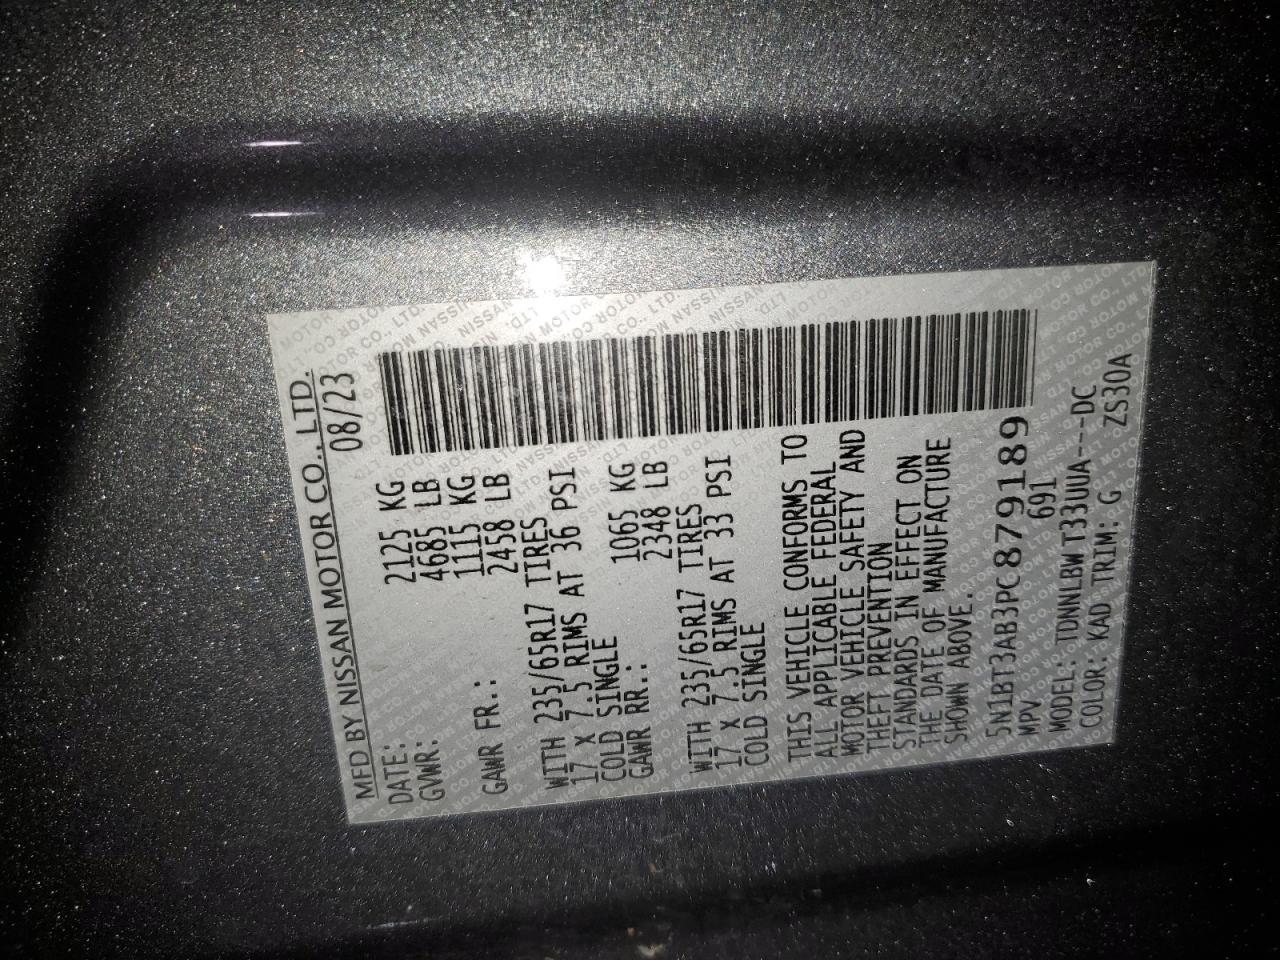 MFD BY NISSAN MOTOR CO., LTD.
DATE: 08/23
GVWR: 2125 KG
4685 LB
GAWR FR.: 1115 KG
2458 LB
WITH 235/65R17 TIRES
17 X 7.5 RIMS AT 36 PSI
COLD SINGLE
GAWR RR.: 1065 KG
2348 LB
WITH 235/65R17 TIRES
17 X 7.5 RIMS AT 33 PSI
COLD SINGLE
THIS VEHICLE CONFORMS TO
ALL APPLICABLE FEDERAL
MOTOR VEHICLE SAFETY AND
THEFT PREVENTION
STANDARDS IN EFFECT ON
THE DATE OF MANUFACTURE
SHOWN ABOVE.
5N1BT3AB3PC879189
MPV 691
MODEL: TDNNLBW T33UUA---DC
COLOR: KAD TRIM: G ZS30A